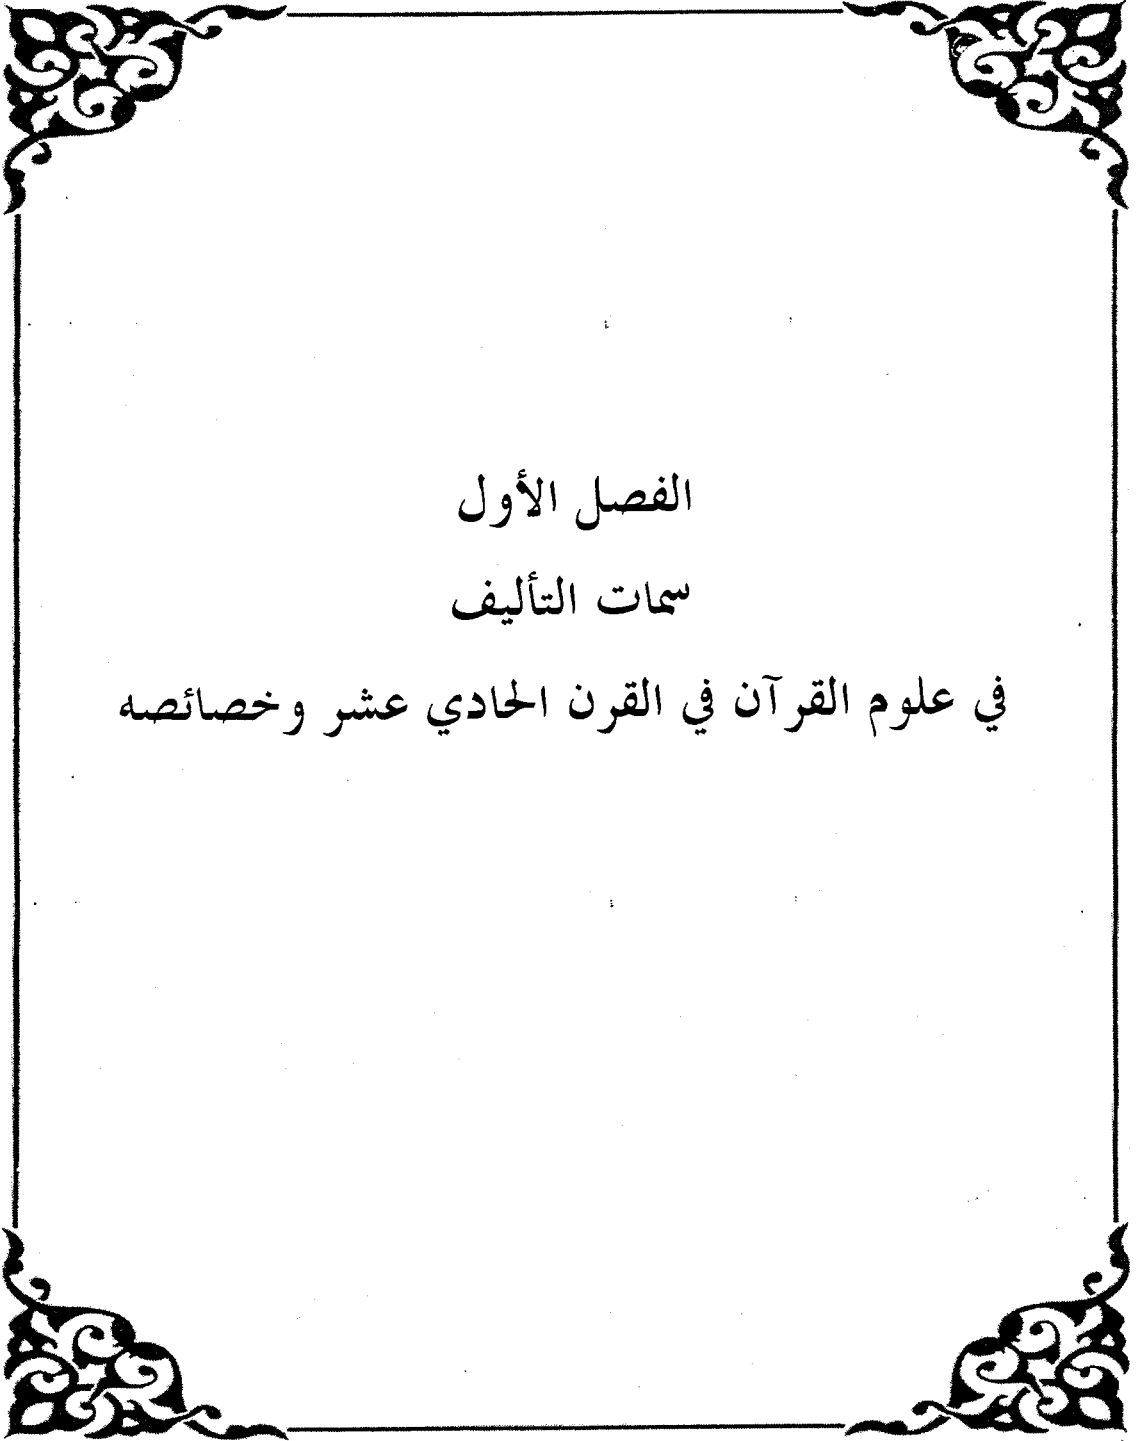 الفصل الأول
سمات التأليف
في علوم القرآن في القرن الحادي عشر وخصائصه